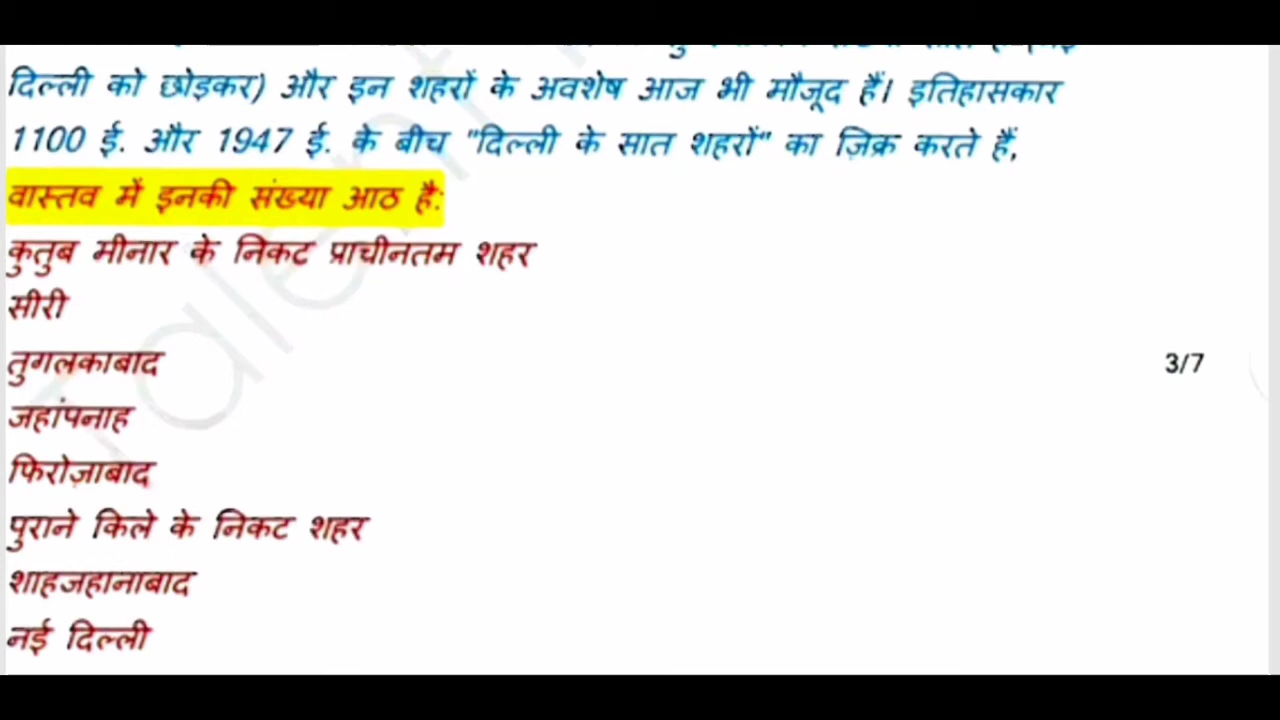 दिल्ली को छोड़कर) और इन शहरों के अवशेष आज भी मौजूद हैं। इतिहासकार
1100 ई. और 1947 ई. के बीच "दिल्ली के सात शहरों" का ज़िक्र करते हैं,
वास्तव में इनकी संख्या आठ है:
कुतुब मीनार के निकट प्राचीनतम शहर
सीरी
तुगलकाबाद
3/7
जहांपनाह
फिरोज़ाबाद
पुराने किले के निकट शहर
शाहजहानाबाद
नई दिल्ली